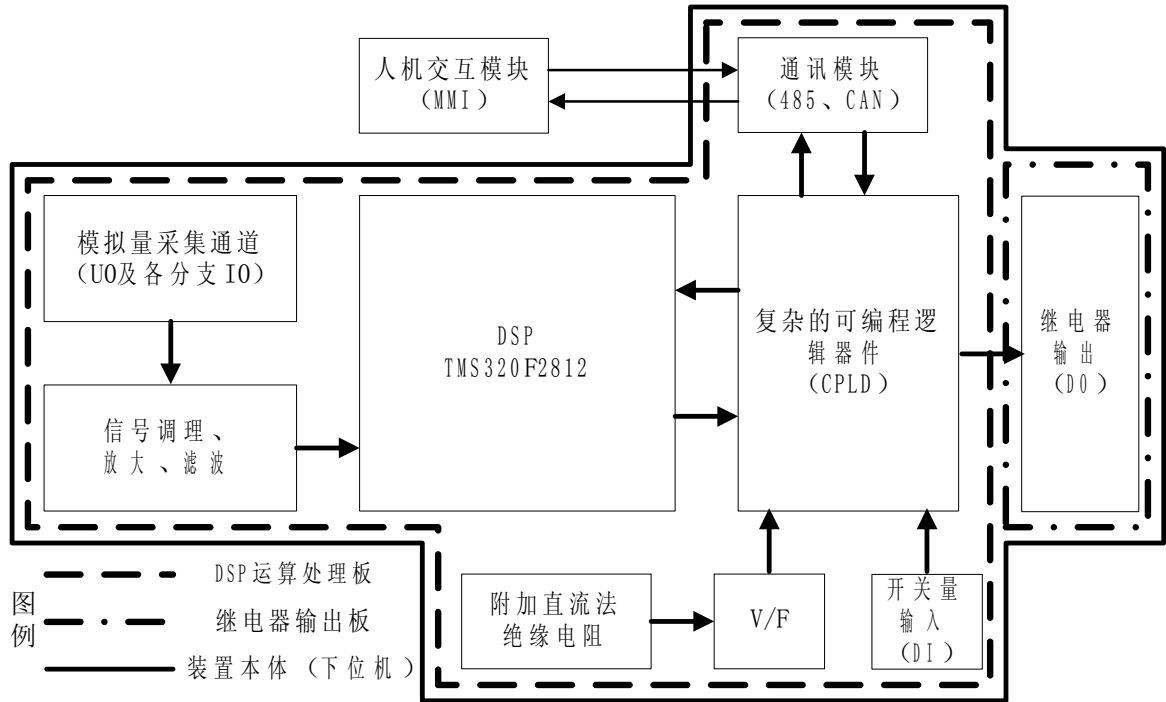 人机交互模块
（MMI）
通讯模块
（485、CAN）
模拟量采集通道
（U0及各分支I0）
DSP
TMS320F2812
复杂的可编程逻
辑器件
（CPLD）
继电器
输出
（D0）
信号调理、
放大、滤波
附加直流法
绝缘电阻
V/F
开关量
输入
（DI）
图
例
DSP运算处理板
继电器输出板
装置本体（下位机）